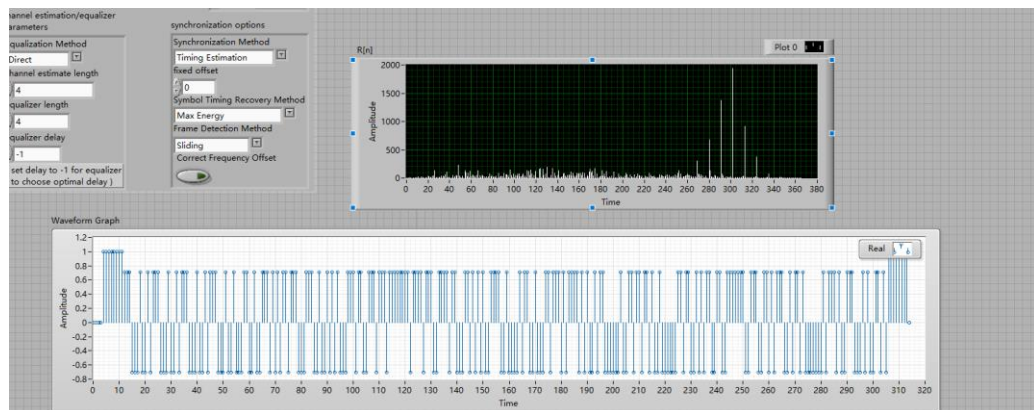 hannel estimation/equalizer
arameters
qualization Method
Direct
hannel estimate length
4
qualizer length
4
qualizer delay
-1
set delay to -1 for equalizer
to choose optimal delay )
synchronization options
Synchronization Method
Timing Estimation
fixed offset
0
Symbol Timing Recovery Method
Max Energy
Frame Detection Method
Sliding
Correct Frequency Offset
R[n]
Plot 0
2000
1500
1000
500
0
Amplitude
0 20 40 60 80 100 120 140 160 180 200 220 240 260 280 300 320 340 360 380
Time
Waveform Graph
Real
1.2
1
0.8
0.6
0.4
0.2
0
-0.2
-0.4
-0.6
-0.8
Amplitude
0 10 20 30 40 50 60 70 80 90 100 110 120 130 140 150 160 170 180 190 200 210 220 230 240 250 260 270 280 290 300 310 320
Time